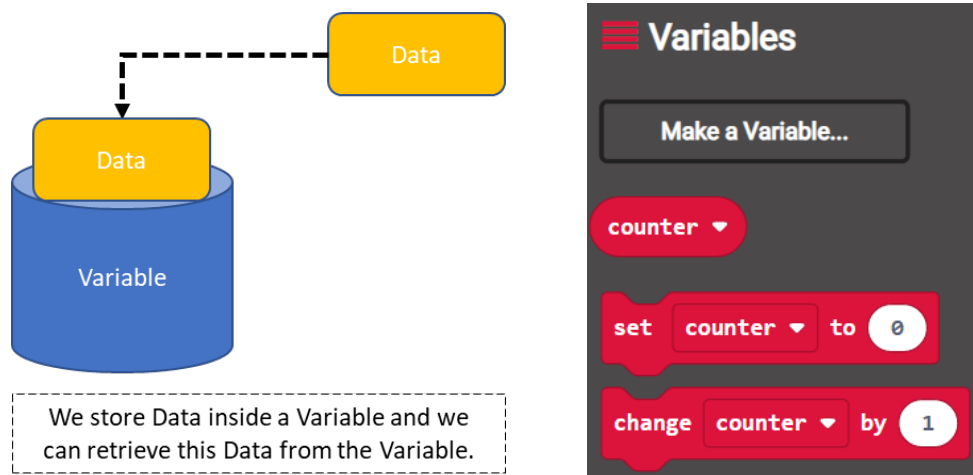 Data
Data
Variable
We store Data inside a Variable and we
can retrieve this Data from the Variable.
Variables
Make a Variable...
counter
set counter to 0
change counter by 1